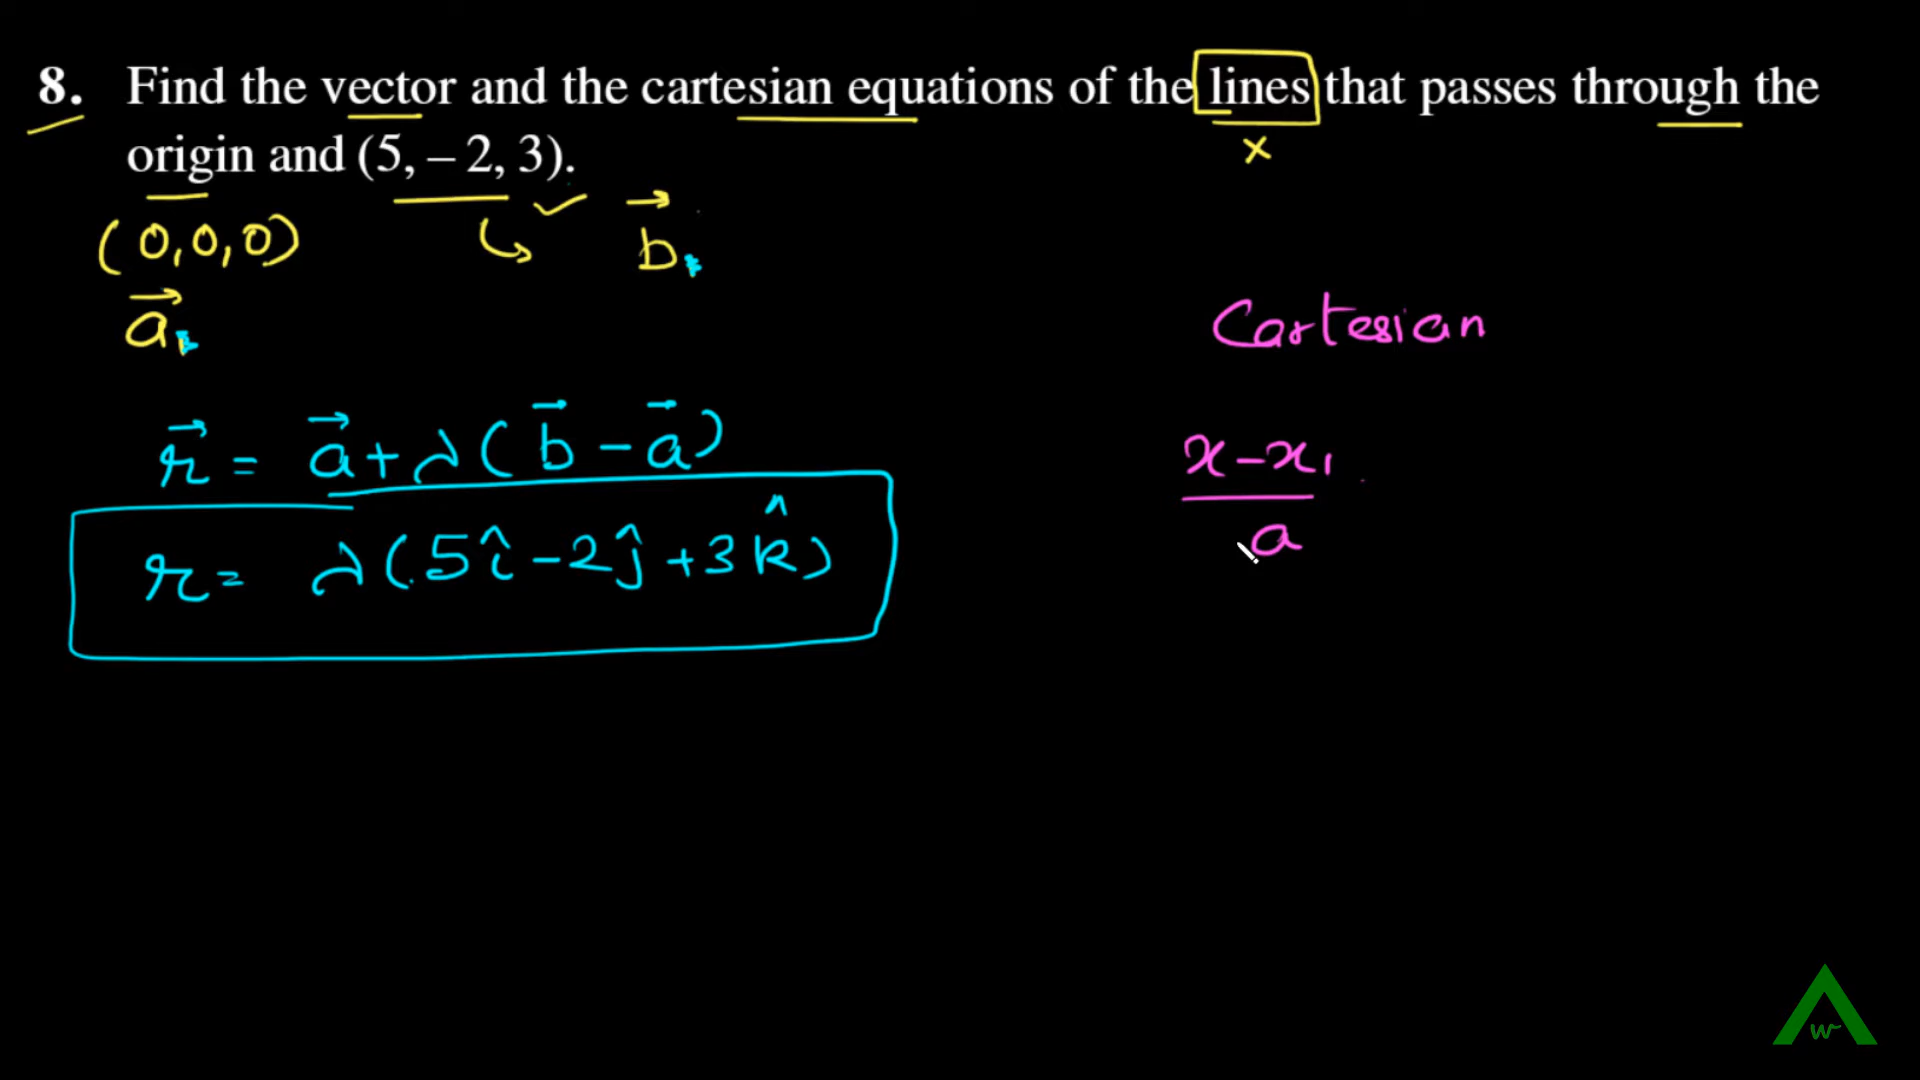 8. Find the vector and the cartesian equations of the lines that passes through the
x
origin and (5, – 2, 3).
(0,0,0)
b
a
Cartesian
r = a+λ(b-a)
x-x₁
a
r= λ(5î-2ĵ+3k̂)
w